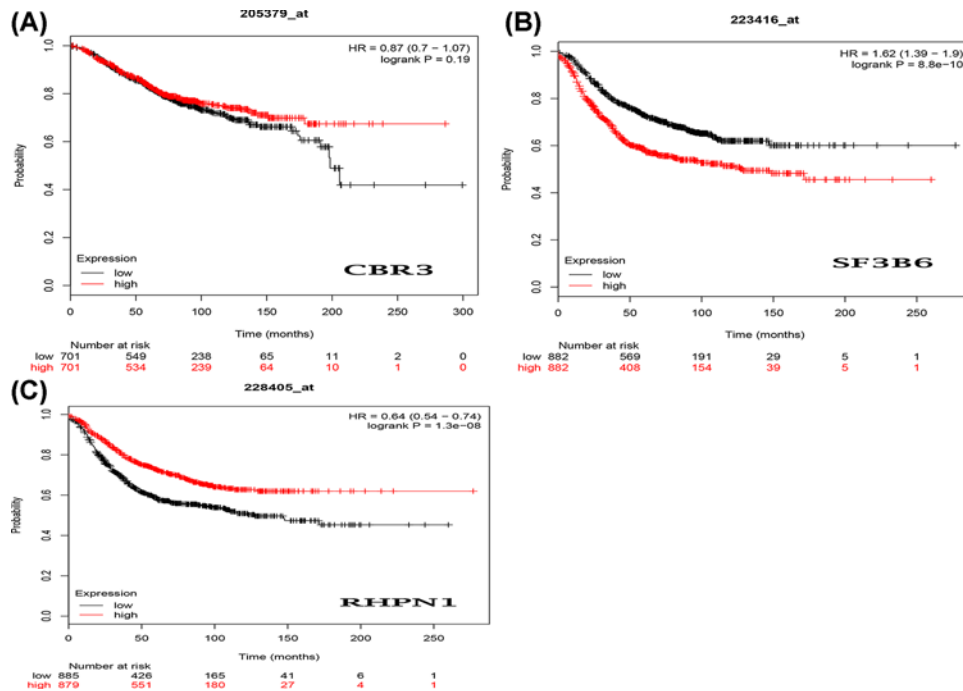 (A)
205379_at
HR = 0.87 (0.7 − 1.07)
logrank P = 0.19
Probability
0.0 0.2 0.4 0.6 0.8 1.0
Expression
low
high
CBR3
0 50 100 150 200 250 300
Time (months)
Number at risk
low 701 549 238 65 11 2 0
high 701 534 239 64 10 1 0
(B)
223416_at
HR = 1.62 (1.39 − 1.9)
logrank P = 8.8e−10
Probability
0.0 0.2 0.4 0.6 0.8 1.0
Expression
low
high
SF3B6
0 50 100 150 200 250
Time (months)
Number at risk
low 882 569 191 29 5 1
high 882 408 154 39 5 1
(C)
228405_at
HR = 0.64 (0.54 − 0.74)
logrank P = 1.3e−08
Probability
0.0 0.2 0.4 0.6 0.8 1.0
Expression
low
high
RHPN1
0 50 100 150 200 250
Time (months)
Number at risk
low 885 426 165 41 6 1
high 879 551 180 27 4 1